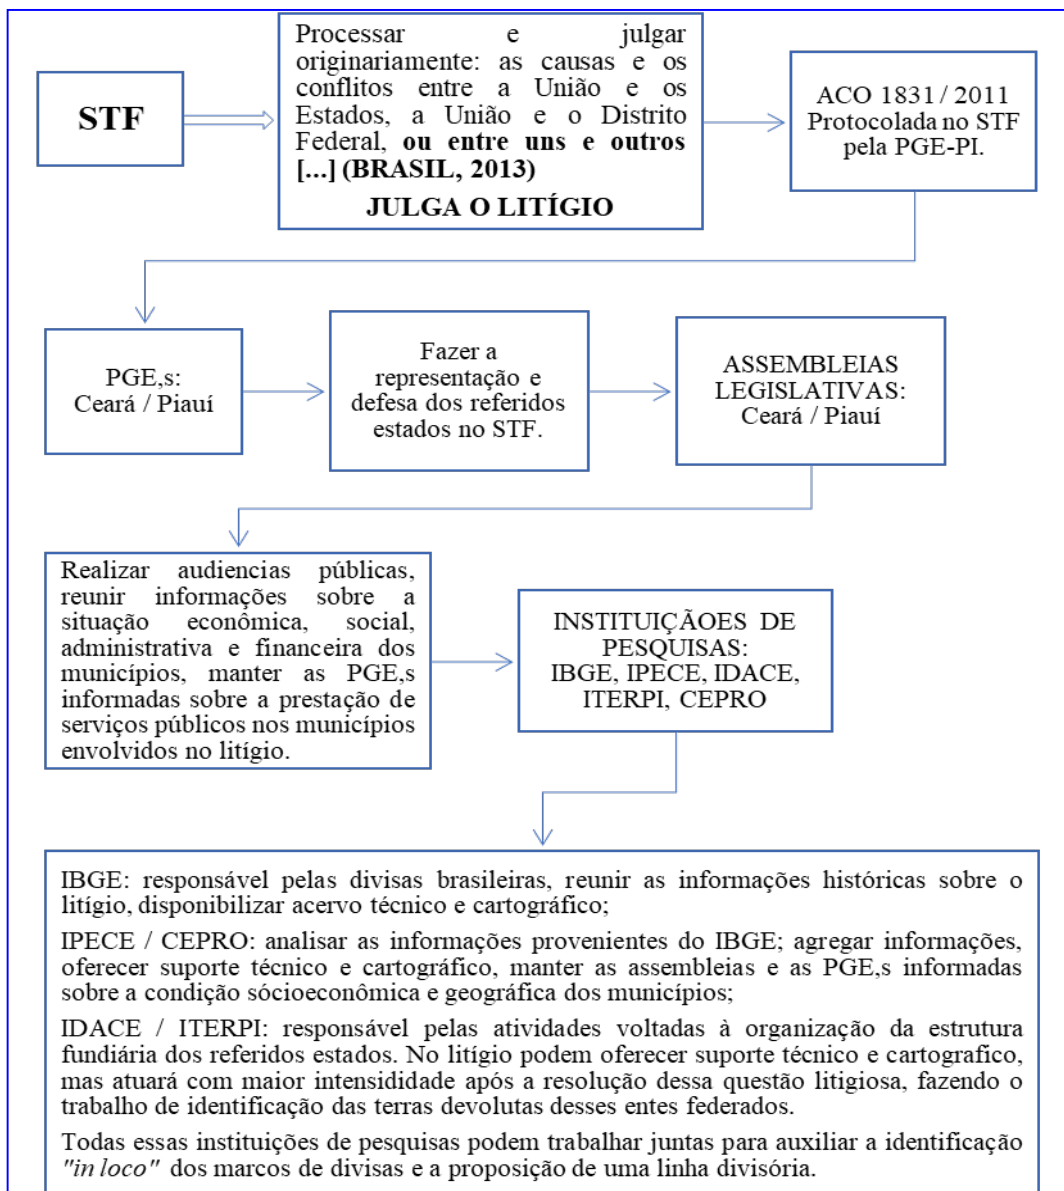 STF
Processar e julgar
originariamente: as causas e os
conflitos entre a União e os
Estados, a União e o Distrito
Federal, ou entre uns e outros
[...] (BRASIL, 2013)
JULGA O LITÍGIO
ACO 1831 / 2011
Protocolada no STF
pela PGE-PI.
PGE,s:
Ceará / Piauí
Fazer a
representação e
defesa dos referidos
estados no STF.
ASSEMBLEIAS
LEGISLATIVAS:
Ceará / Piauí
Realizar audiencias públicas,
reunir informações sobre a
situação econômica, social,
administrativa e financeira dos
municípios, manter as PGE,s
informadas sobre a prestação de
serviços públicos nos municípios
envolvidos no litígio.
INSTITUIÇÃOES DE
PESQUISAS:
IBGE, IPECE, IDACE,
ITERPI, CEPRO
IBGE: responsável pelas divisas brasileiras, reunir as informações históricas sobre o
litígio, disponibilizar acervo técnico e cartográfico;
IPECE / CEPRO: analisar as informações provenientes do IBGE; agregar informações,
oferecer suporte técnico e cartográfico, manter as assembleias e as PGE,s informadas
sobre a condição sócioeconômica e geográfica dos municípios;
IDACE / ITERPI: responsável pelas atividades voltadas à organização da estrutura
fundiária dos referidos estados. No litígio podem oferecer suporte técnico e cartografico,
mas atuará com maior intensididade após a resolução dessa questão litigiosa, fazendo o
trabalho de identificação das terras devolutas desses entes federados.
Todas essas instituições de pesquisas podem trabalhar juntas para auxiliar a identificação
"in loco" dos marcos de divisas e a proposição de uma linha divisória.